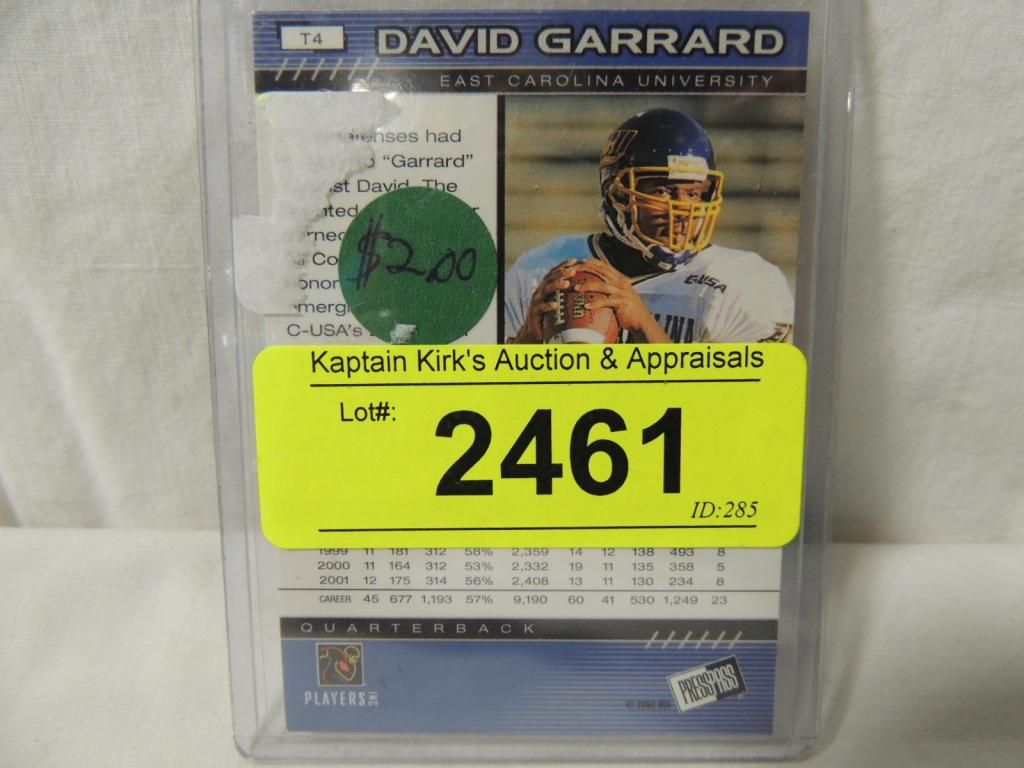 T4 DAVID GARRARD
EAST CAROLINA UNIVERSITY
had
"Garrard"
David. The
C-USA's
$2.00
C-USA
Kaptain Kirk's Auction & Appraisals
Lot#:
2461
ID:285
1999 11 181 312 58% 2,359 14 12 138 493 8
2000 11 164 312 53% 2,332 19 11 135 358 5
2001 12 175 314 56% 2,408 13 11 130 234 8
CAREER 45 677 1,193 57% 9,190 60 41 530 1,249 23
QUARTERBACK
PLAYERS INC
PRESS PASS